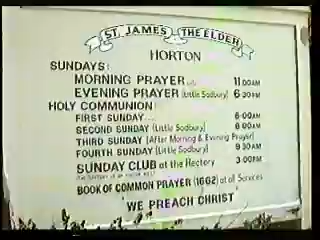 ST. JAMES THE ELDER
HORTON
SUNDAYS:
MORNING PRAYER... 11.00AM
EVENING PRAYER (Little Sodbury) 6.30PM
HOLY COMMUNION:
FIRST SUNDAY... 8.00AM
SECOND SUNDAY (Little Sodbury) 8.00AM
THIRD SUNDAY (After Morning & Evening Prayer)
FOURTH SUNDAY (Little Sodbury) 9.30AM
SUNDAY CLUB at the Rectory 3.00PM
BOOK OF COMMON PRAYER (1662) at all Services
"WE PREACH CHRIST"